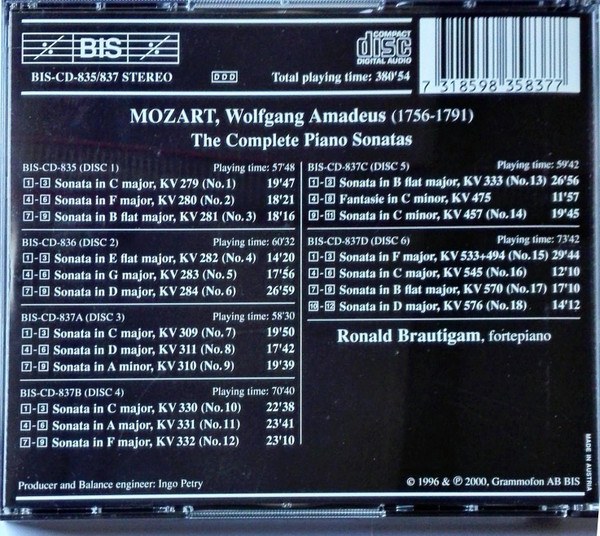 BIS
COMPACT
disc
DIGITAL AUDIO
BIS-CD-835/837 STEREO
DDD
Total playing time: 380'54
7 318598 358377
MOZART, Wolfgang Amadeus (1756-1791)
The Complete Piano Sonatas
BIS-CD-835 (DISC 1) Playing time: 57'48
1-3 Sonata in C major, KV 279 (No. 1) 19'47
4-6 Sonata in F major, KV 280 (No. 2) 18'21
7-9 Sonata in B flat major, KV 281 (No. 3) 18'16
BIS-CD-836 (DISC 2) Playing time: 60'32
1-3 Sonata in E flat major, KV 282 (No. 4) 14'20
4-6 Sonata in G major, KV 283 (No. 5) 17'56
7-9 Sonata in D major, KV 284 (No. 6) 26'59
BIS-CD-837A (DISC 3) Playing time: 58'30
1-3 Sonata in C major, KV 309 (No. 7) 19'50
4-6 Sonata in D major, KV 311 (No. 8) 17'42
7-9 Sonata in A minor, KV 310 (No. 9) 19'39
BIS-CD-837B (DISC 4) Playing time: 70'40
1-3 Sonata in C major, KV 330 (No. 10) 22'38
4-6 Sonata in A major, KV 331 (No. 11) 23'41
7-9 Sonata in F major, KV 332 (No. 12) 23'10
BIS-CD-837C (DISC 5) Playing time: 59'42
1-3 Sonata in B flat major, KV 333 (No. 13) 26'56
4-8 Fantasie in C minor, KV 475 11'57
9-11 Sonata in C minor, KV 457 (No. 14) 19'45
BIS-CD-837D (DISC 6) Playing time: 73'42
1-3 Sonata in F major, KV 533+494 (No. 15) 29'44
4-6 Sonata in C major, KV 545 (No. 16) 12'10
7-9 Sonata in B flat major, KV 570 (No. 17) 17'10
10-12 Sonata in D major, KV 576 (No. 18) 14'12
Ronald Brautigam, fortepiano
Producer and Balance engineer: Ingo Petry
© 1996 & ℗ 2000, Grammofon AB BIS
MADE IN AUSTRIA